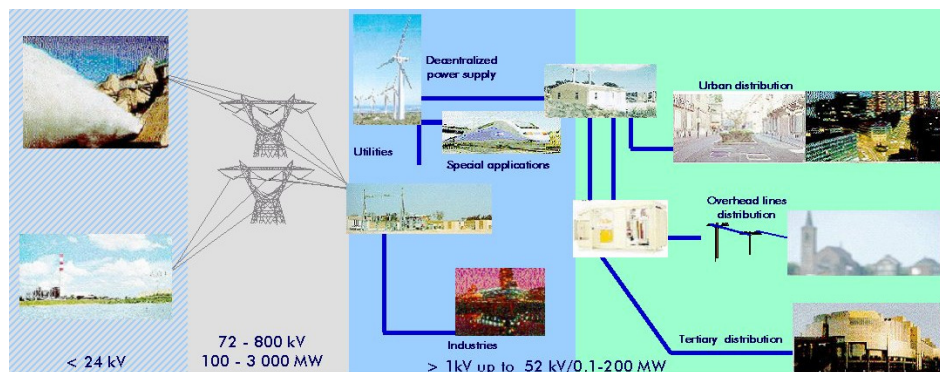 Decentralized
power supply
Urban distribution
Utilities
Special applications
Overhead lines
distribution
Industries
Tertiary distribution
< 24 kV
72 - 800 kV
100 - 3 000 MW
> 1kV up to 52 kV/0,1-200 MW